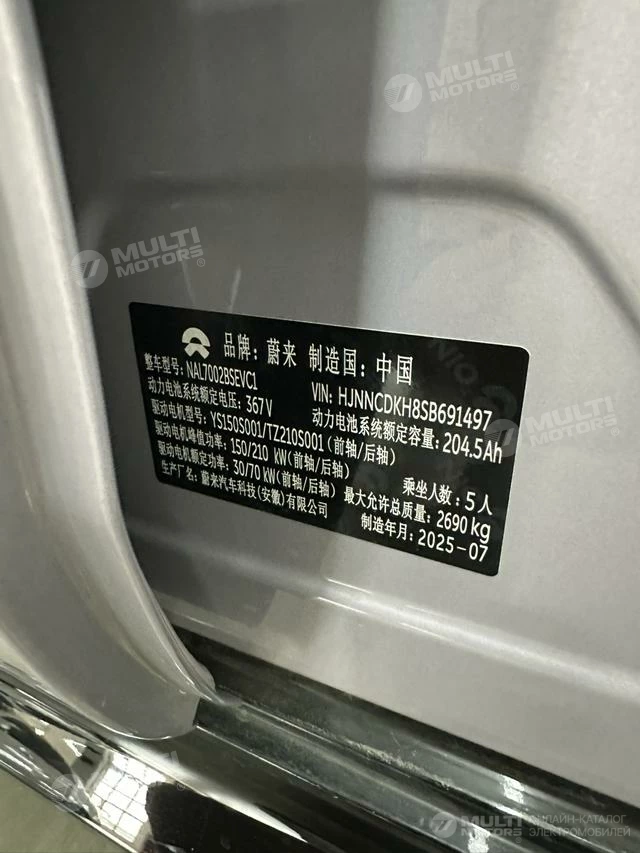 MULTI
MOTORS®
MULTI
MOTORS®
品牌: 蔚来 制造国: 中国
整车型号: NAL7002BSEVC1
VIN: HJNNCDKH8SB691497
动力电池系统额定电压: 367 V
动力电池系统额定容量: 204.5Ah
驱动电机型号: YS150S001/TZ210S001 (前轴/后轴)
驱动电机峰值功率: 150/210 kW(前轴/后轴)
乘坐人数: 5人
驱动电机额定功率: 30/70 kW(前轴/后轴)
最大允许总质量: 2690 kg
生产厂名: 蔚来汽车科技(安徽)有限公司
制造年月: 2025-07
MULTI
MOTORS
MULTI
MOTORS
ОНЛАЙН-КАТАЛОГ
ЭЛЕКТРОМОБИЛЕЙ